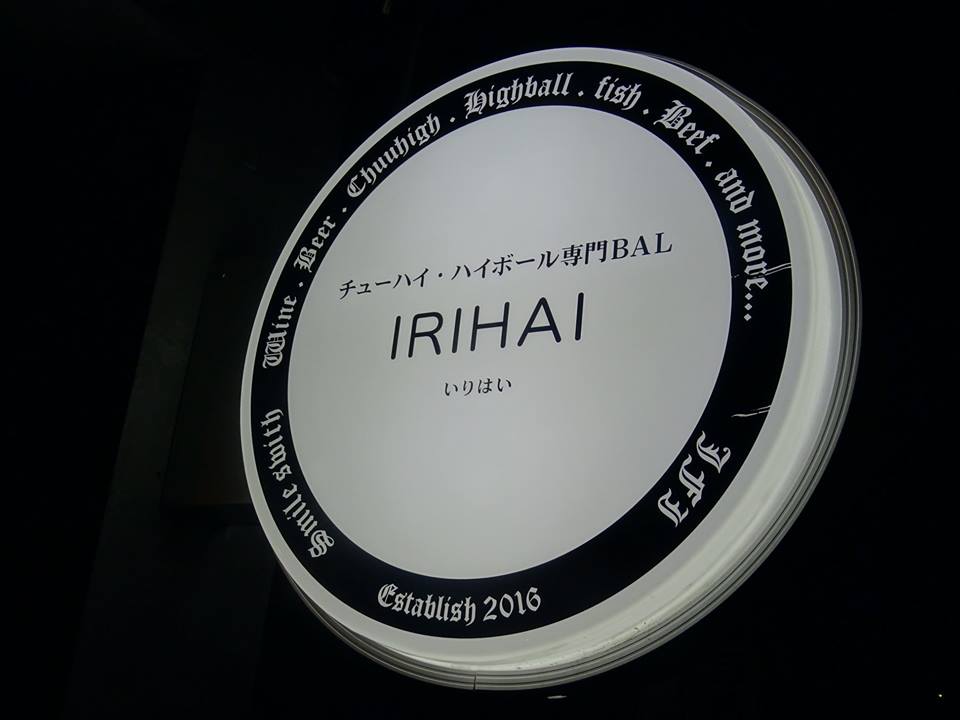 Wine . Beer . Chuuhigh . Highball . fish . Beef . and more...
チューハイ・ハイボール専門BAL
IRIHAI
いりはい
Smile swith
Establish 2016